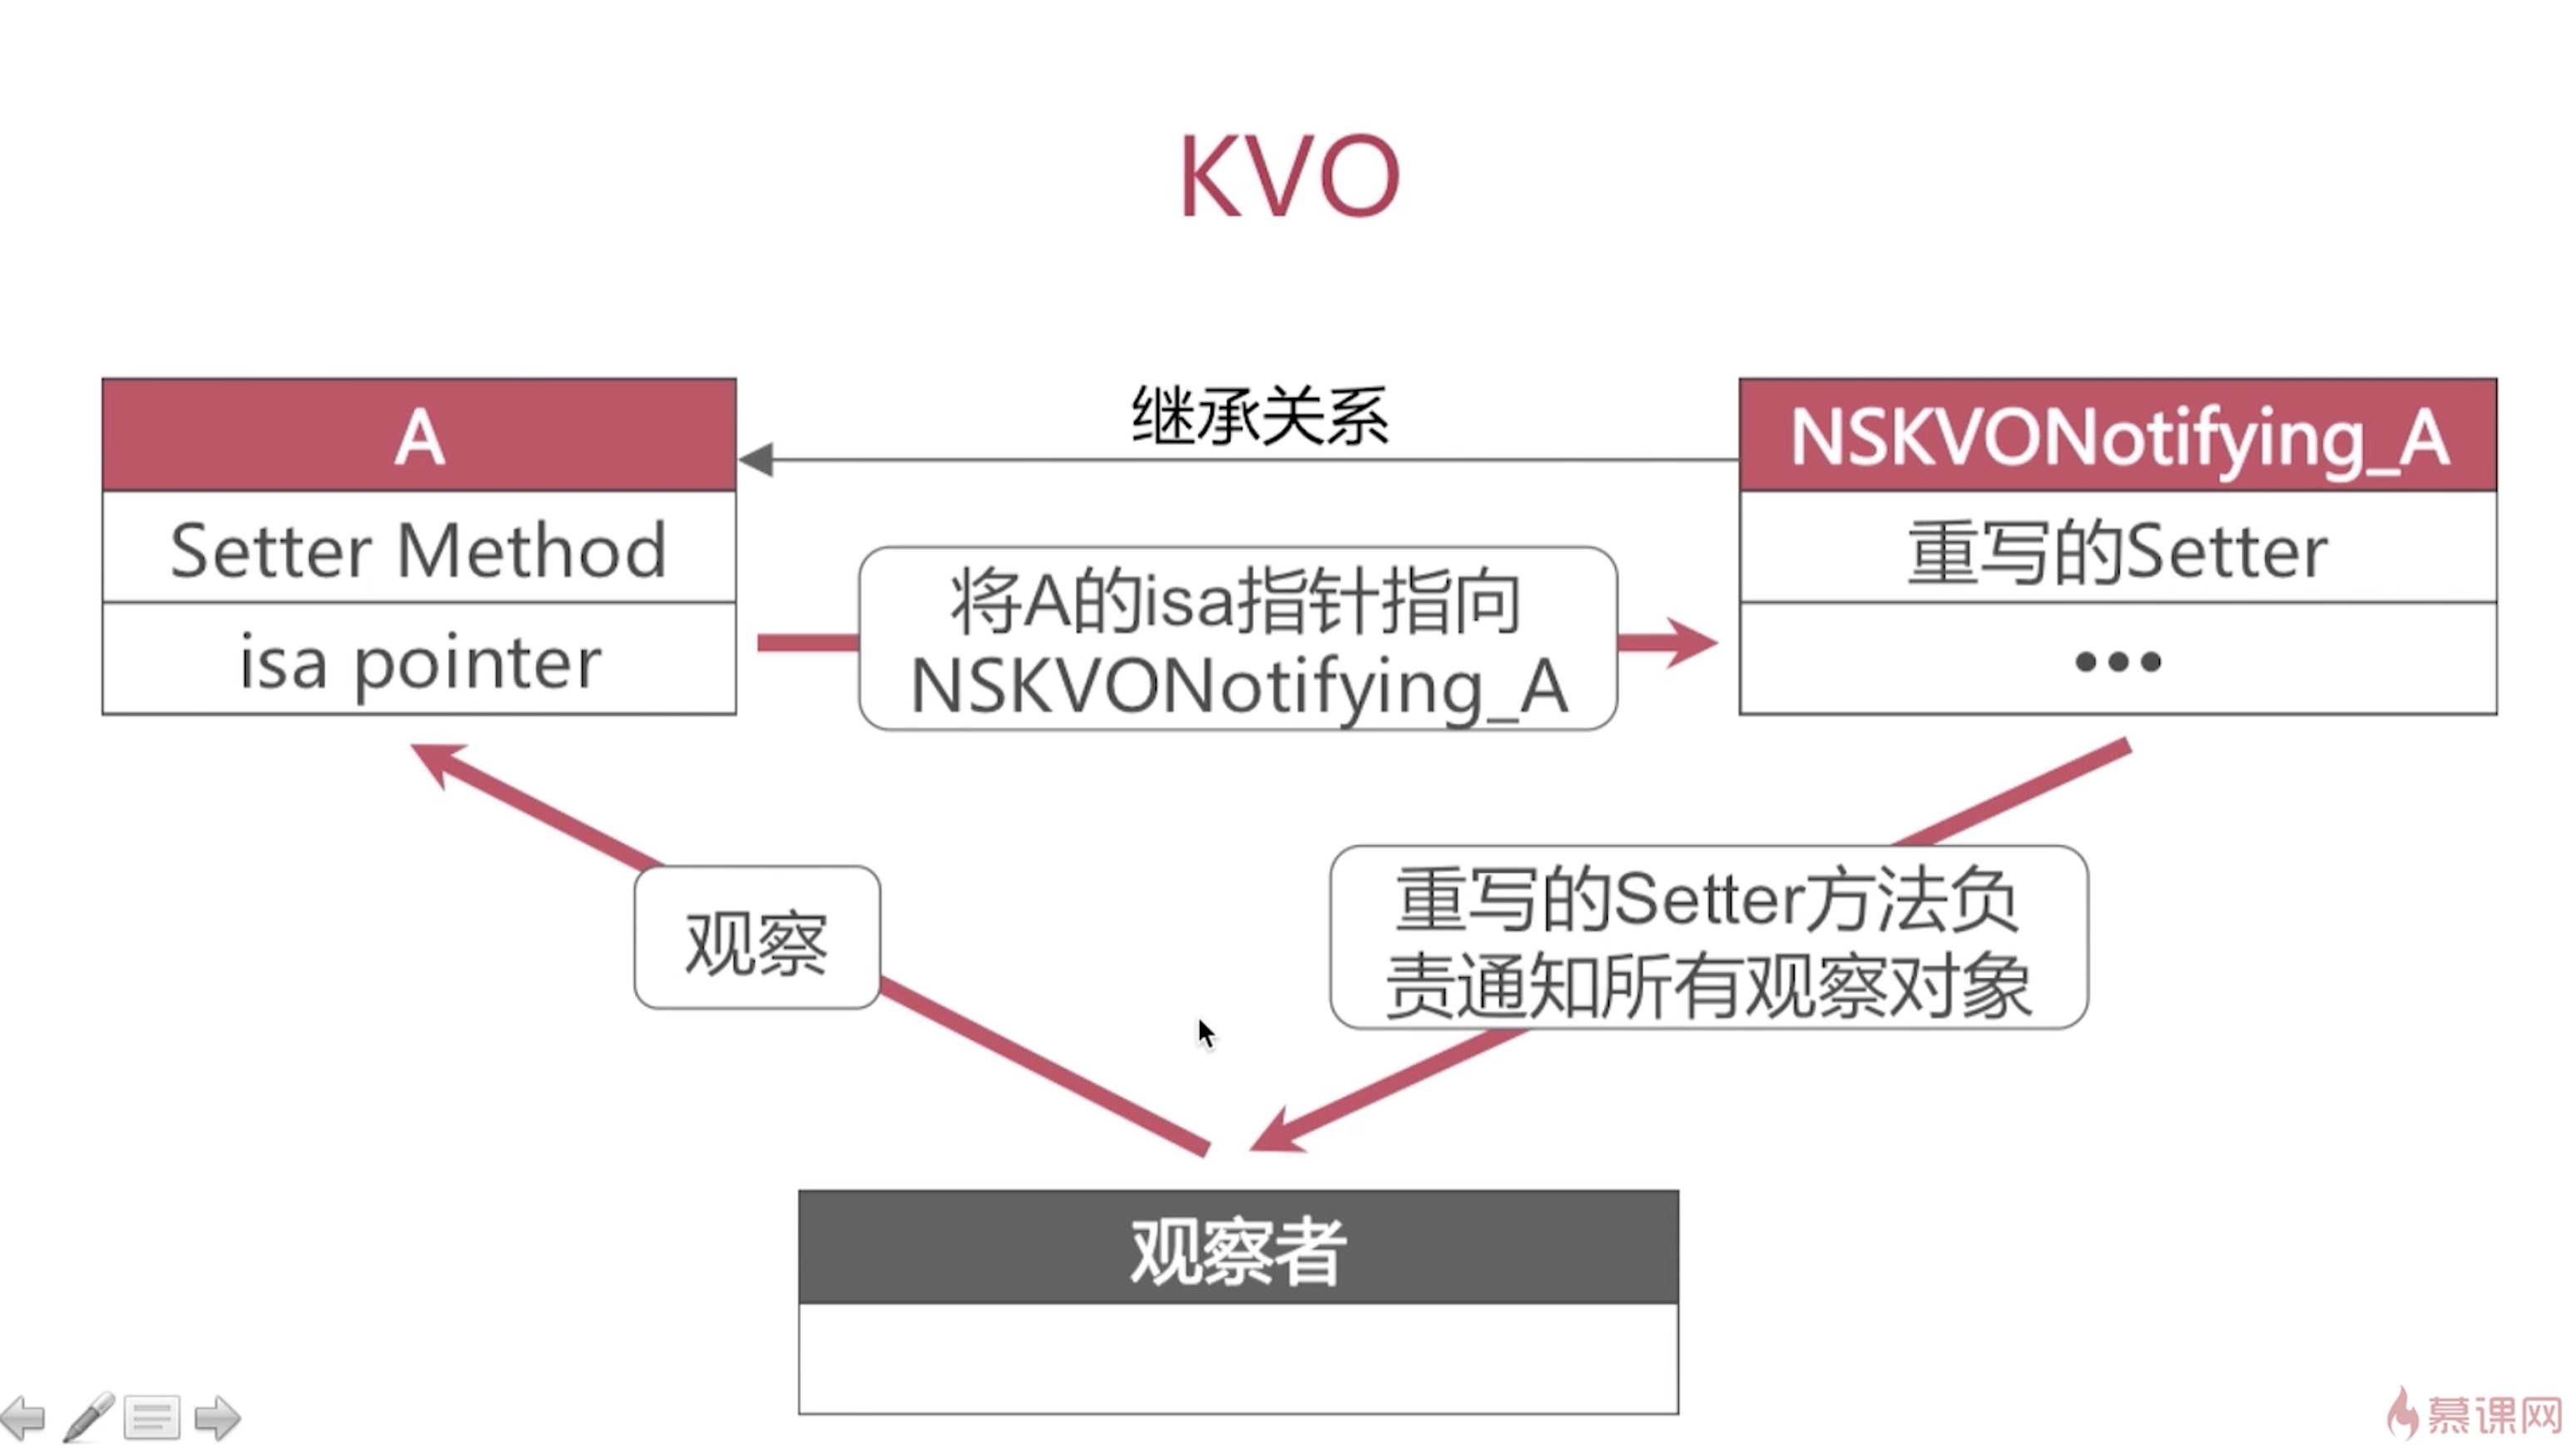 KVO
A
Setter Method
isa pointer
继承关系
NSKVONotifying_A
重写的Setter
•••
将A的isa指针指向
NSKVONotifying_A
观察
重写的Setter方法负
责通知所有观察对象
观察者
慕课网